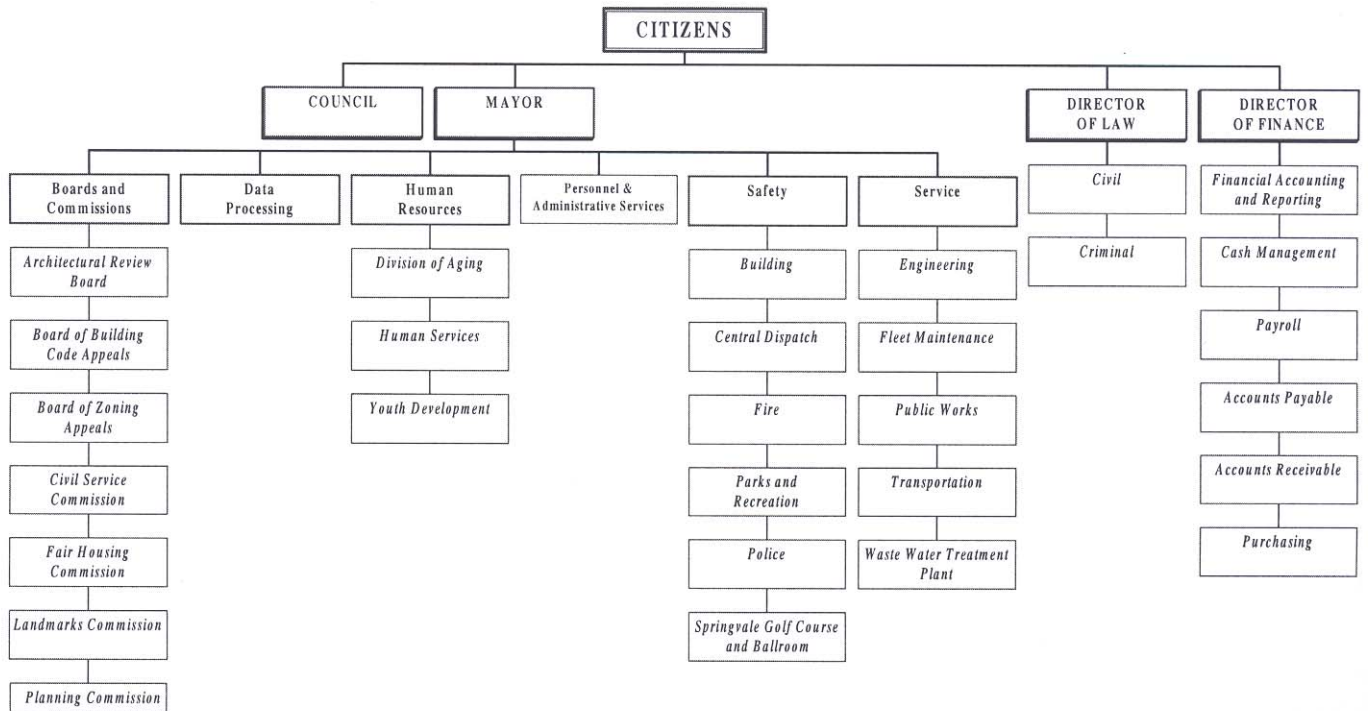 CITIZENS
COUNCIL
MAYOR
DIRECTOR
OF LAW
DIRECTOR
OF FINANCE
Boards and
Commissions
Data
Processing
Human
Resources
Personnel &
Administrative Services
Safety
Service
Civil
Financial Accounting
and Reporting
Architectural Review
Board
Division of Aging
Building
Engineering
Criminal
Cash Management
Board of Building
Code Appeals
Human Services
Central Dispatch
Fleet Maintenance
Payroll
Board of Zoning
Appeals
Youth Development
Fire
Public Works
Accounts Payable
Civil Service
Commission
Parks and
Recreation
Transportation
Accounts Receivable
Fair Housing
Commission
Police
Waste Water Treatment
Plant
Purchasing
Landmarks Commission
Springvale Golf Course
and Ballroom
Planning Commission